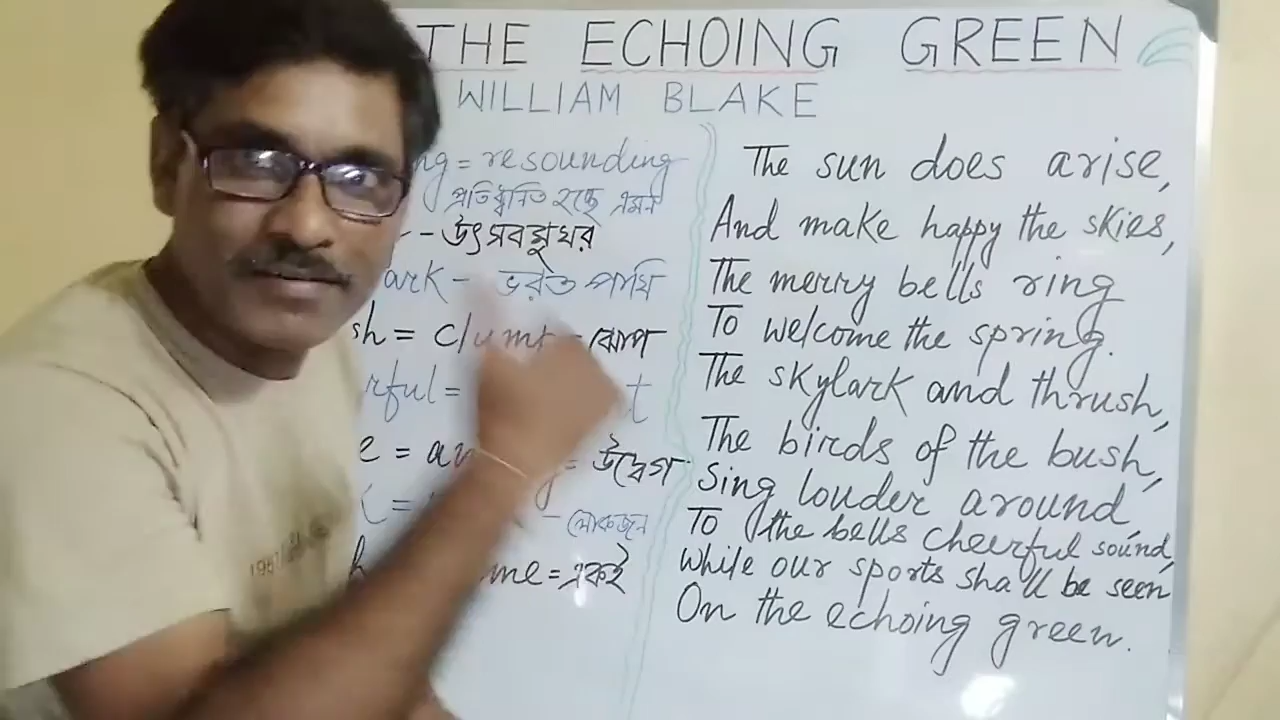 THE ECHOING GREEN
WILLIAM BLAKE
ng = resounding
প্রতিধ্বনিত হচ্ছে এমন
- উৎসবমুখর
ark - ভরত পাখি
sh = clump - ঝোপ
rful =
e = = উদ্বেগ
- লোকজন
me = একই
The sun does arise,
And make happy the skies,
The merry bells ring
To welcome the spring.
The skylark and thrush,
The birds of the bush,
Sing louder around,
To the bells cheerful sound,
While our sports shall be seen
On the echoing green.